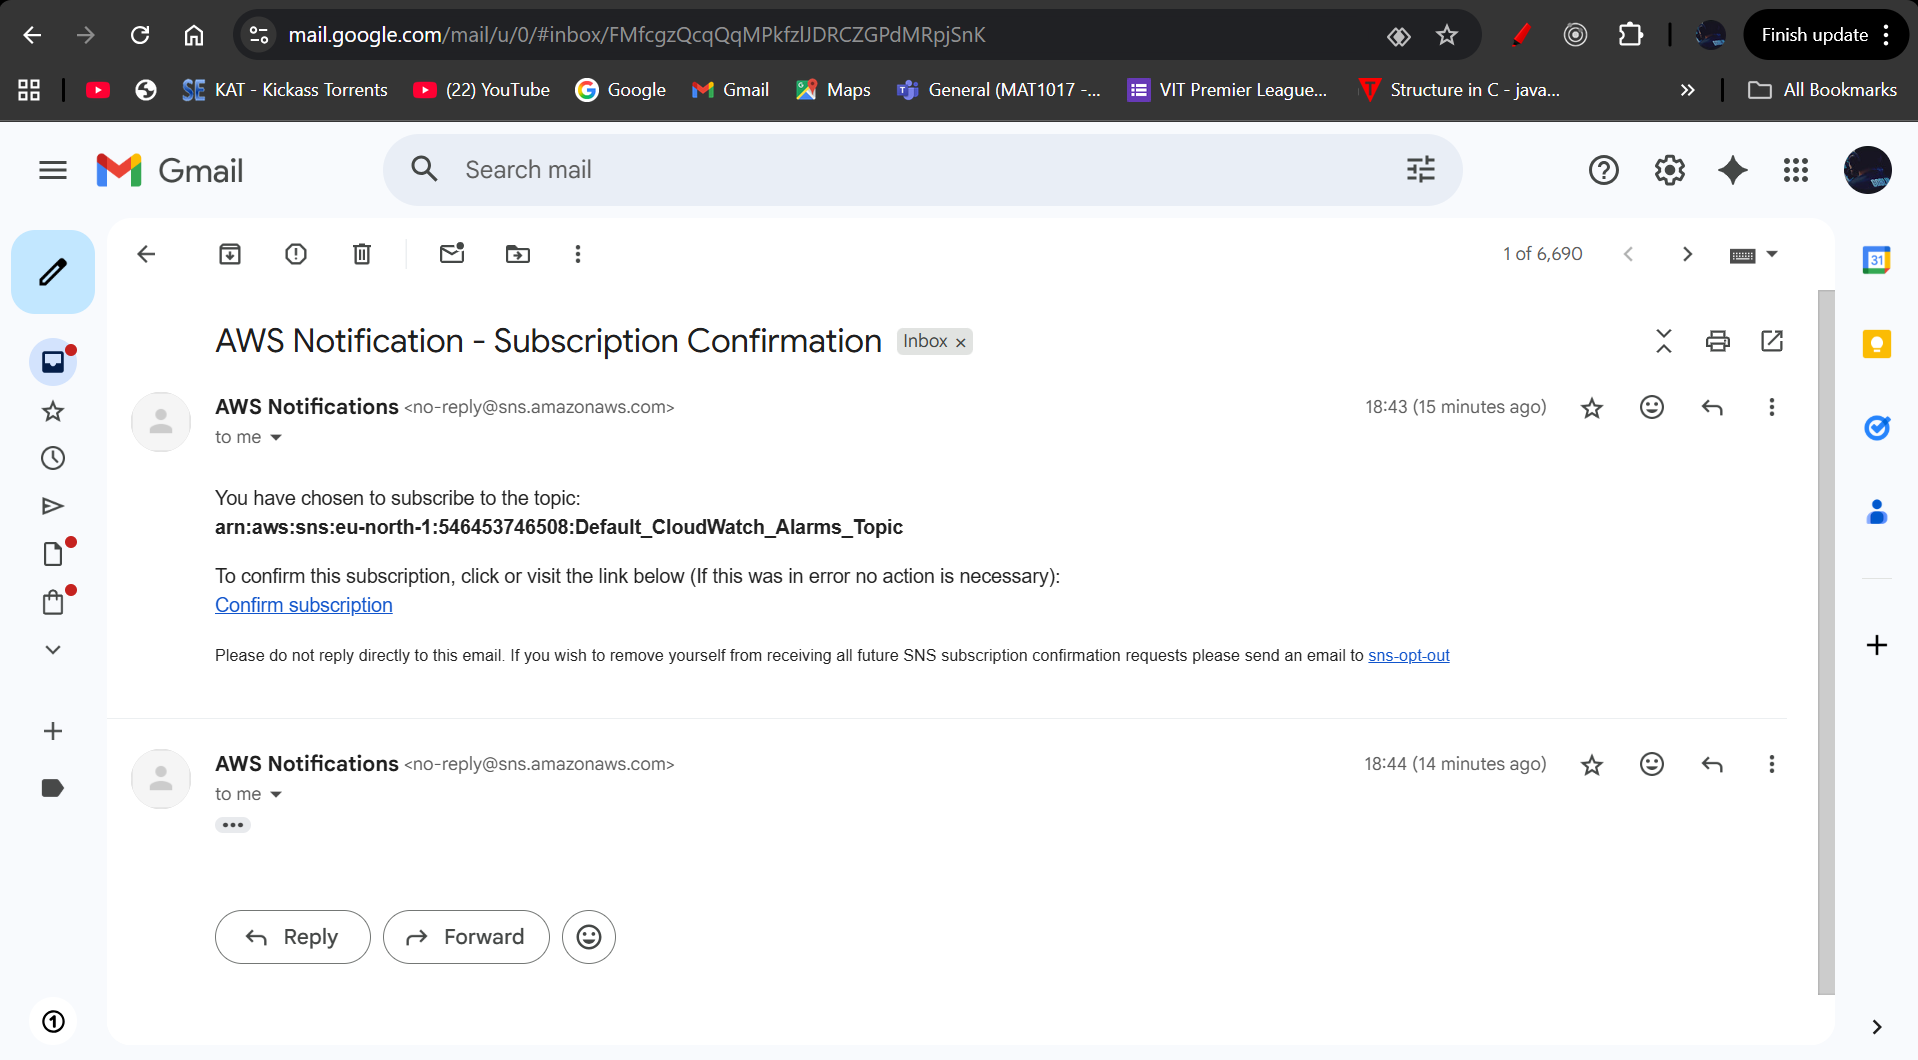 mail.google.com/mail/u/0/#inbox/FMfcgzQcqQqMPkfzlJDRCZGPdMRpjSnK
Finish update
KAT - Kickass Torrents
(22) YouTube
Google
Gmail
Maps
General (MAT1017 -...
VIT Premier League...
Structure in C - java...
All Bookmarks
Gmail
Search mail
1 of 6,690
AWS Notification - Subscription Confirmation Inbox ×
AWS Notifications <no-reply@sns.amazonaws.com> 18:43 (15 minutes ago)
to me
You have chosen to subscribe to the topic:
arn:aws:sns:eu-north-1:546453746508:Default_CloudWatch_Alarms_Topic
To confirm this subscription, click or visit the link below (If this was in error no action is necessary):
Confirm subscription
Please do not reply directly to this email. If you wish to remove yourself from receiving all future SNS subscription confirmation requests please send an email to sns-opt-out
AWS Notifications <no-reply@sns.amazonaws.com> 18:44 (14 minutes ago)
to me
Reply
Forward
31